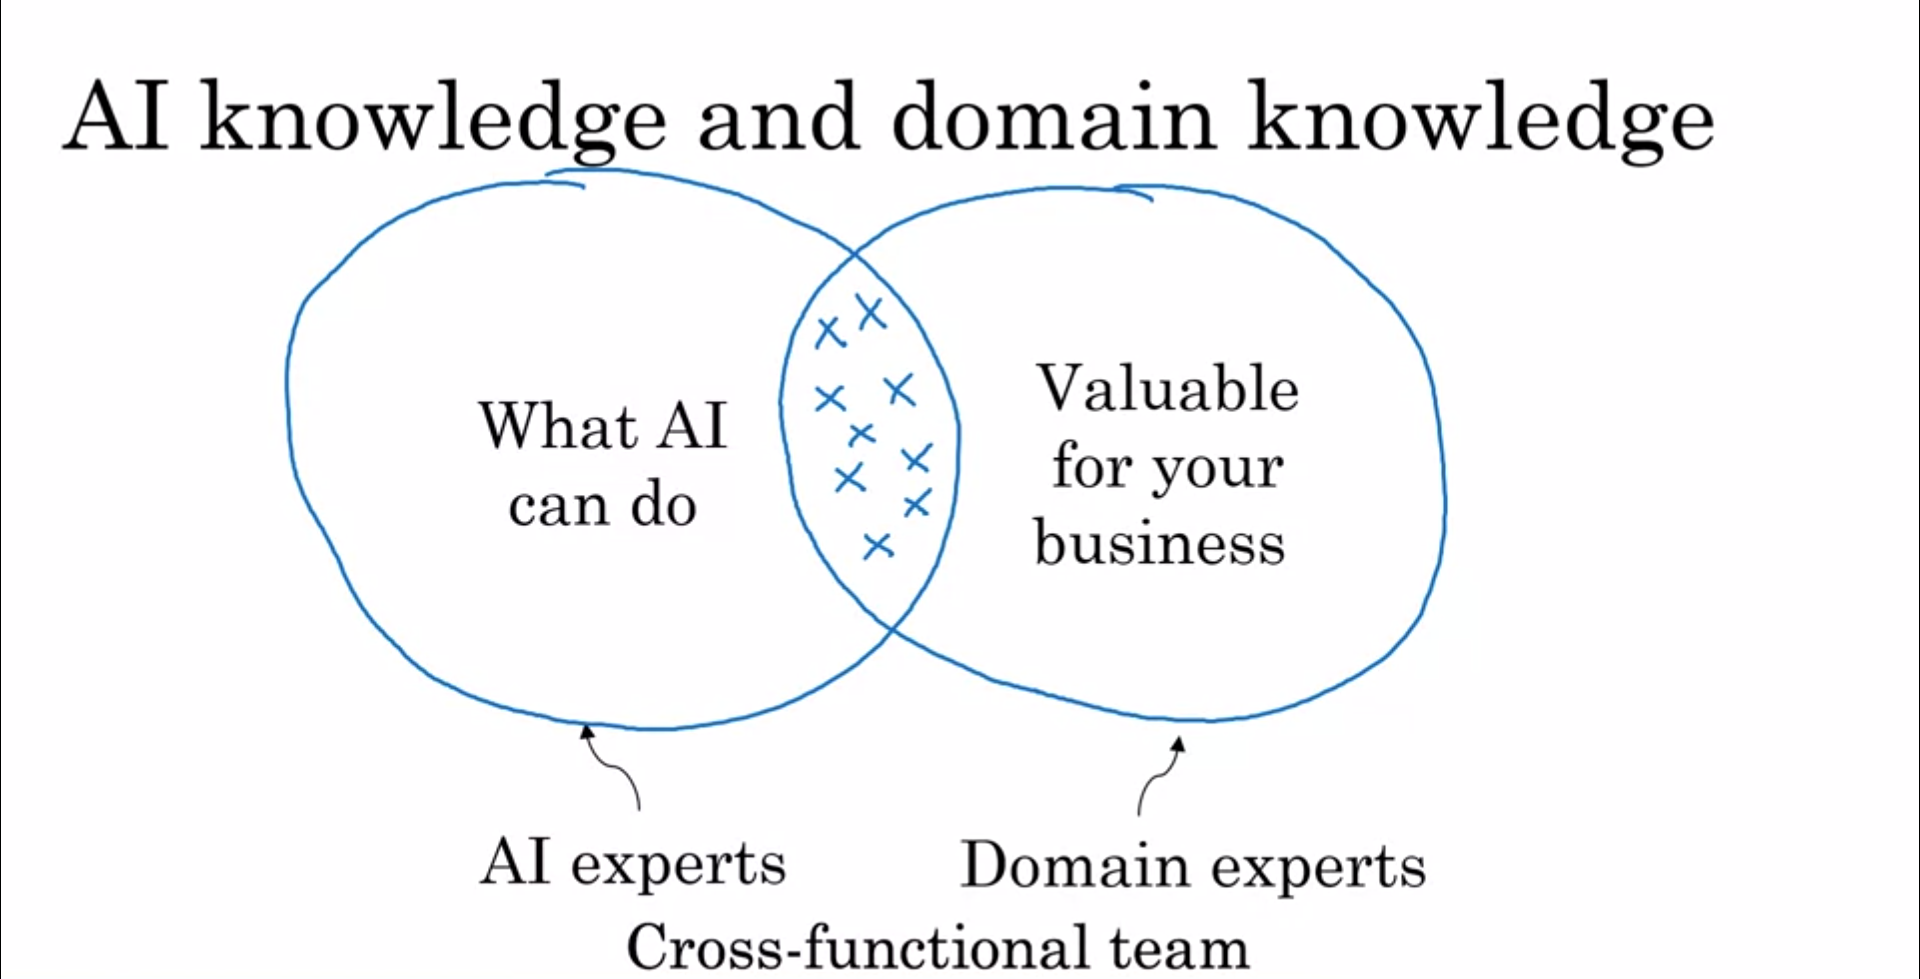 AI knowledge and domain knowledge
What AI
can do
Valuable
for your
business
AI experts
Domain experts
Cross-functional team